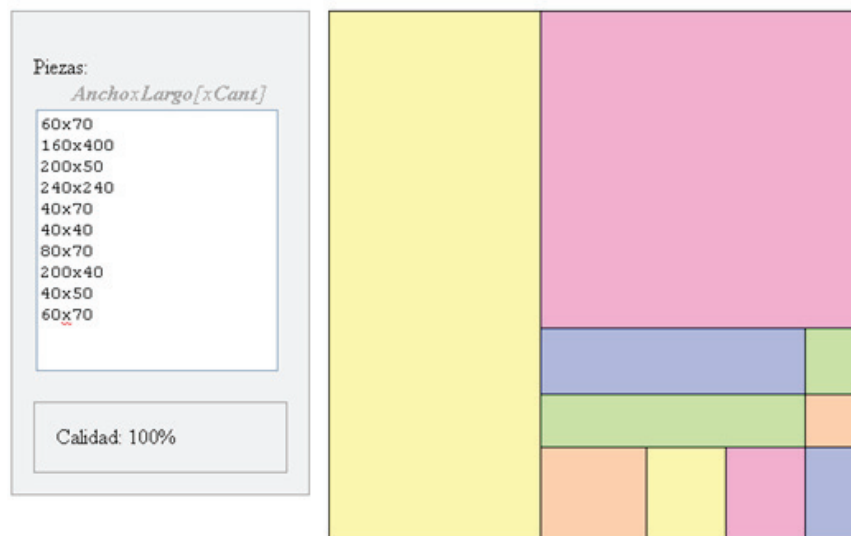 Piezas:
AnchoxLargo[xCant]
60x70
160x400
200x50
240x240
40x70
40x40
80x70
200x40
40x50
60x70
Calidad: 100%